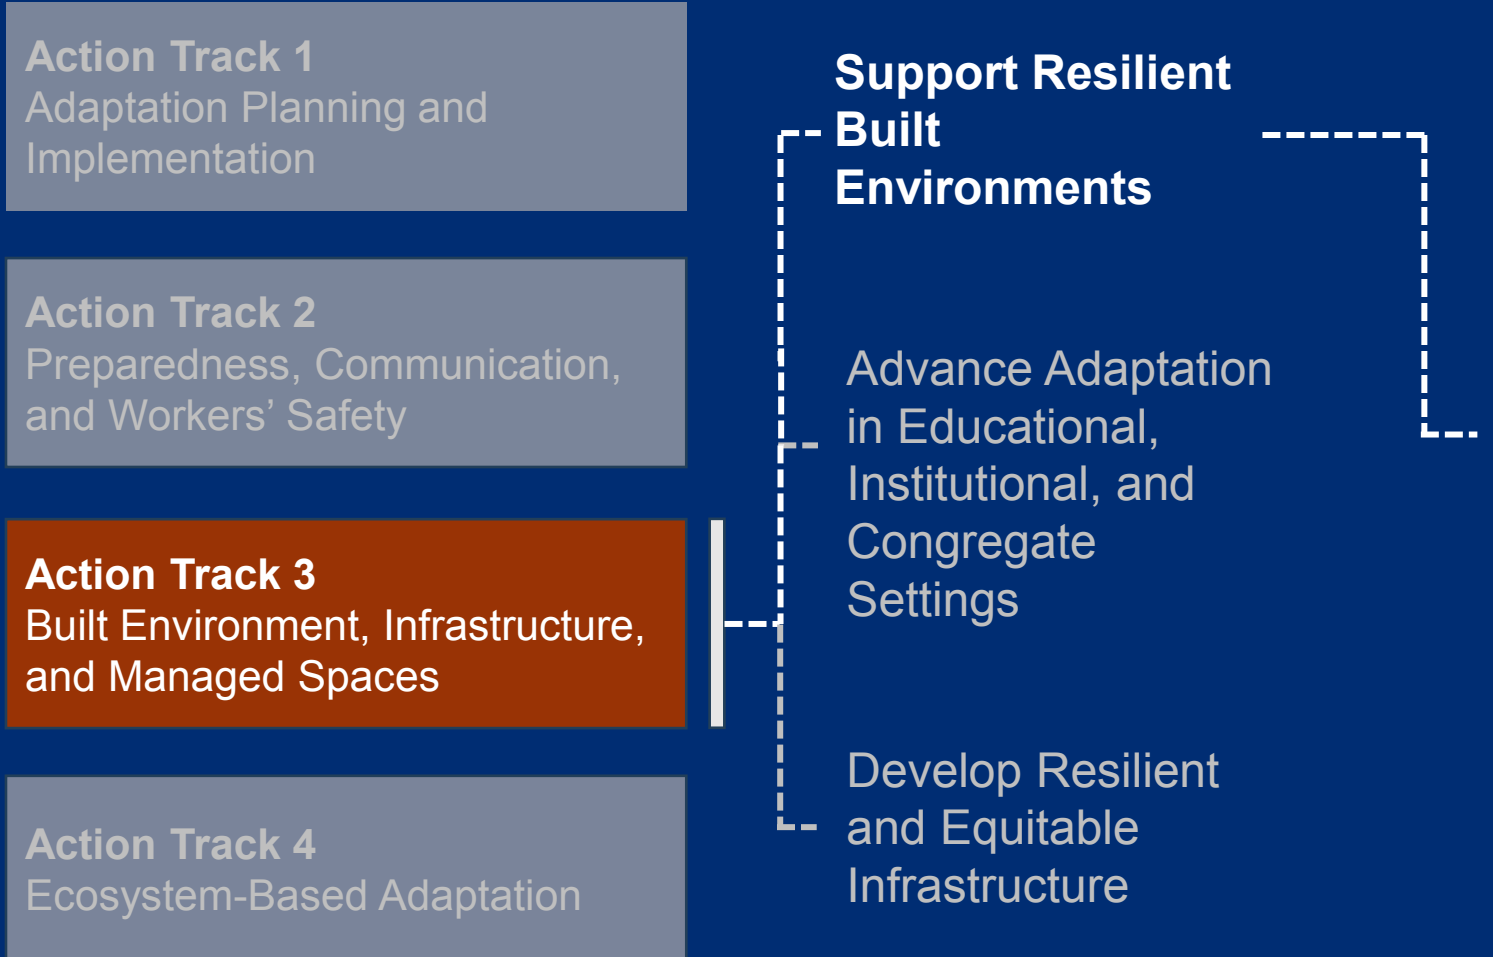 Action Track 1
Adaptation Planning and
Implementation
Action Track 2
Preparedness, Communication,
and Workers’ Safety
Action Track 3
Built Environment, Infrastructure,
and Managed Spaces
Action Track 4
Ecosystem-Based Adaptation
Support Resilient
Built
Environments
Advance Adaptation
in Educational,
Institutional, and
Congregate
Settings
Develop Resilient
and Equitable
Infrastructure